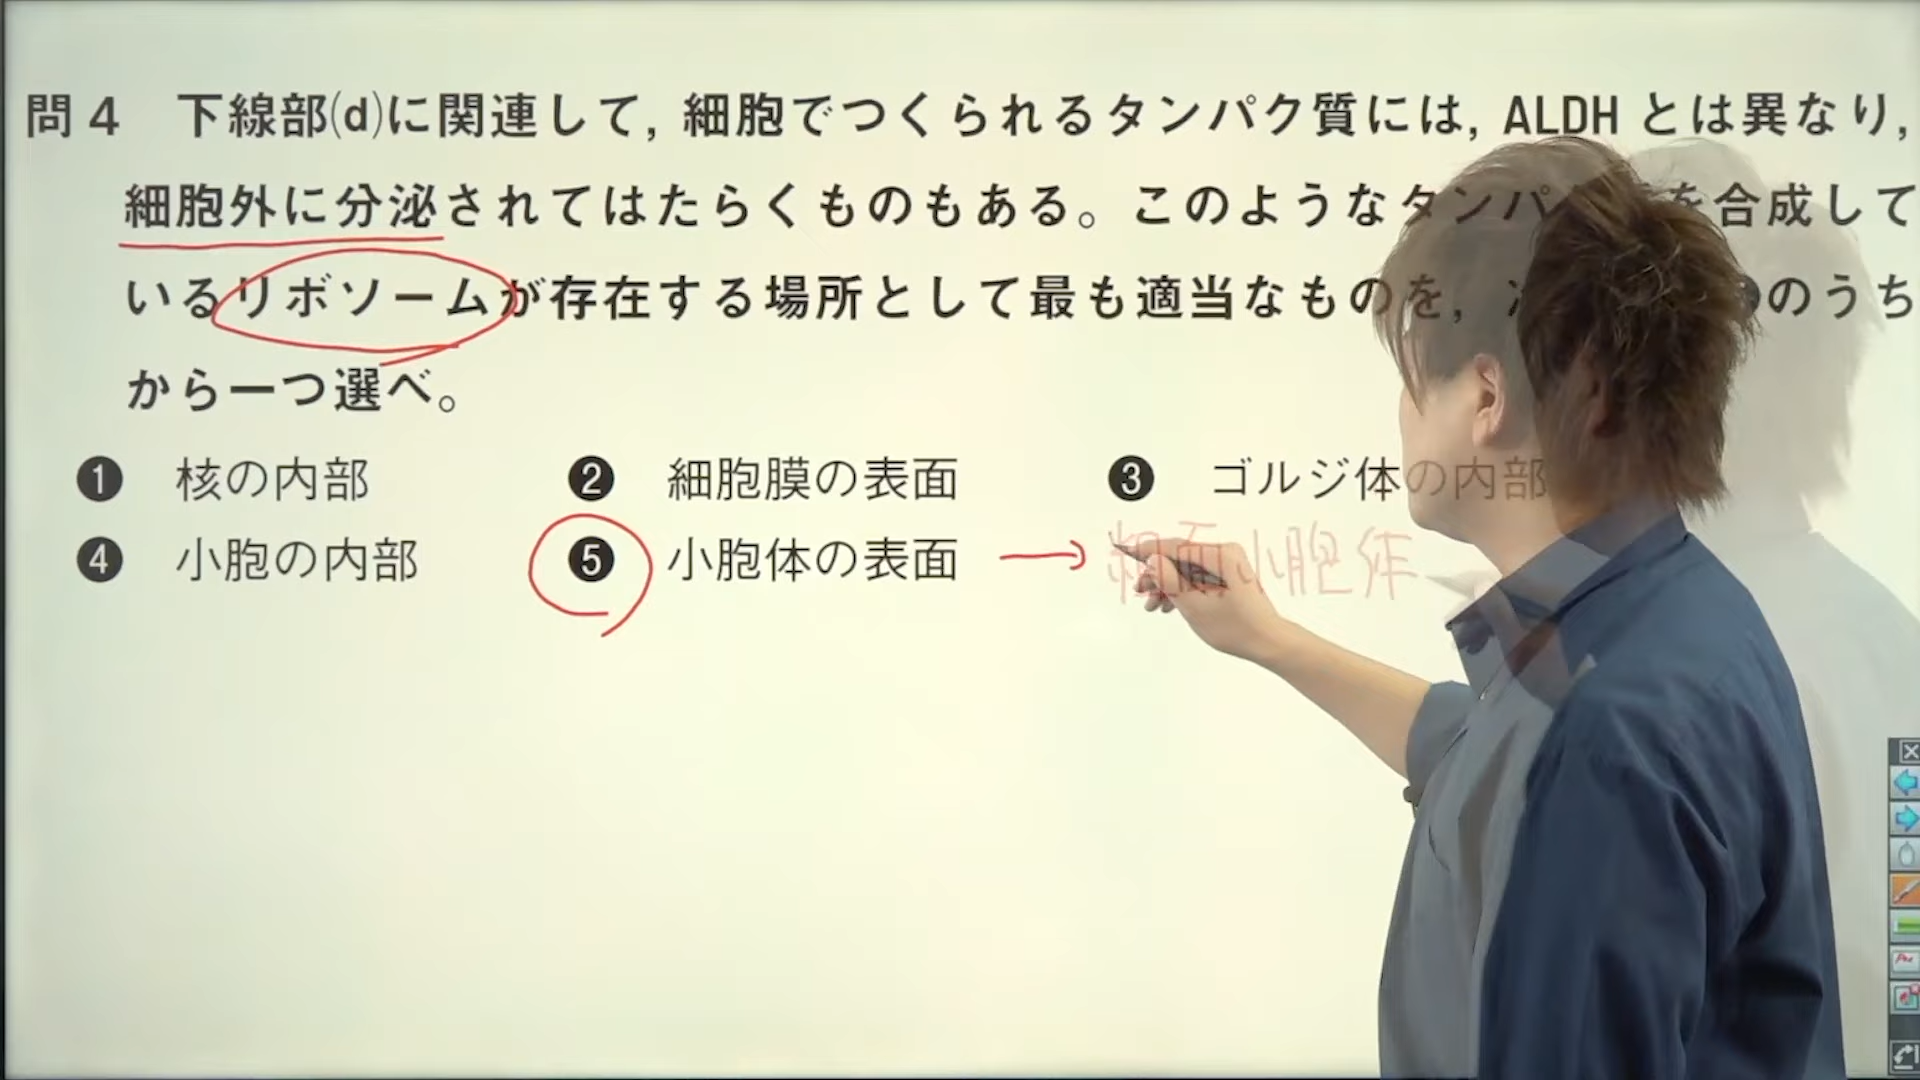 問4 下線部(d)に関連して, 細胞でつくられるタンパク質には, ALDH とは異なり,
細胞外に分泌されてはたらくものもある。このようなタンパ を合成して
いるリボソームが存在する場所として最も適当なものを, のうち
から一つ選べ。
❶ 核の内部 ❷ 細胞膜の表面 ❸ ゴルジ体の内部
❹ 小胞の内部 ❺ 小胞体の表面 → 粗面小胞体